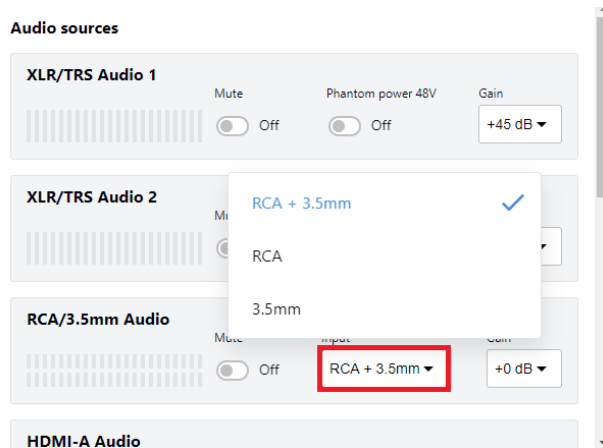 Audio sources
XLR/TRS Audio 1
Mute Phantom power 48V Gain
Off Off +45 dB
XLR/TRS Audio 2
RCA + 3.5mm
RCA
3.5mm
RCA/3.5mm Audio
Mute Input Gain
Off RCA + 3.5mm +0 dB
HDMI-A Audio